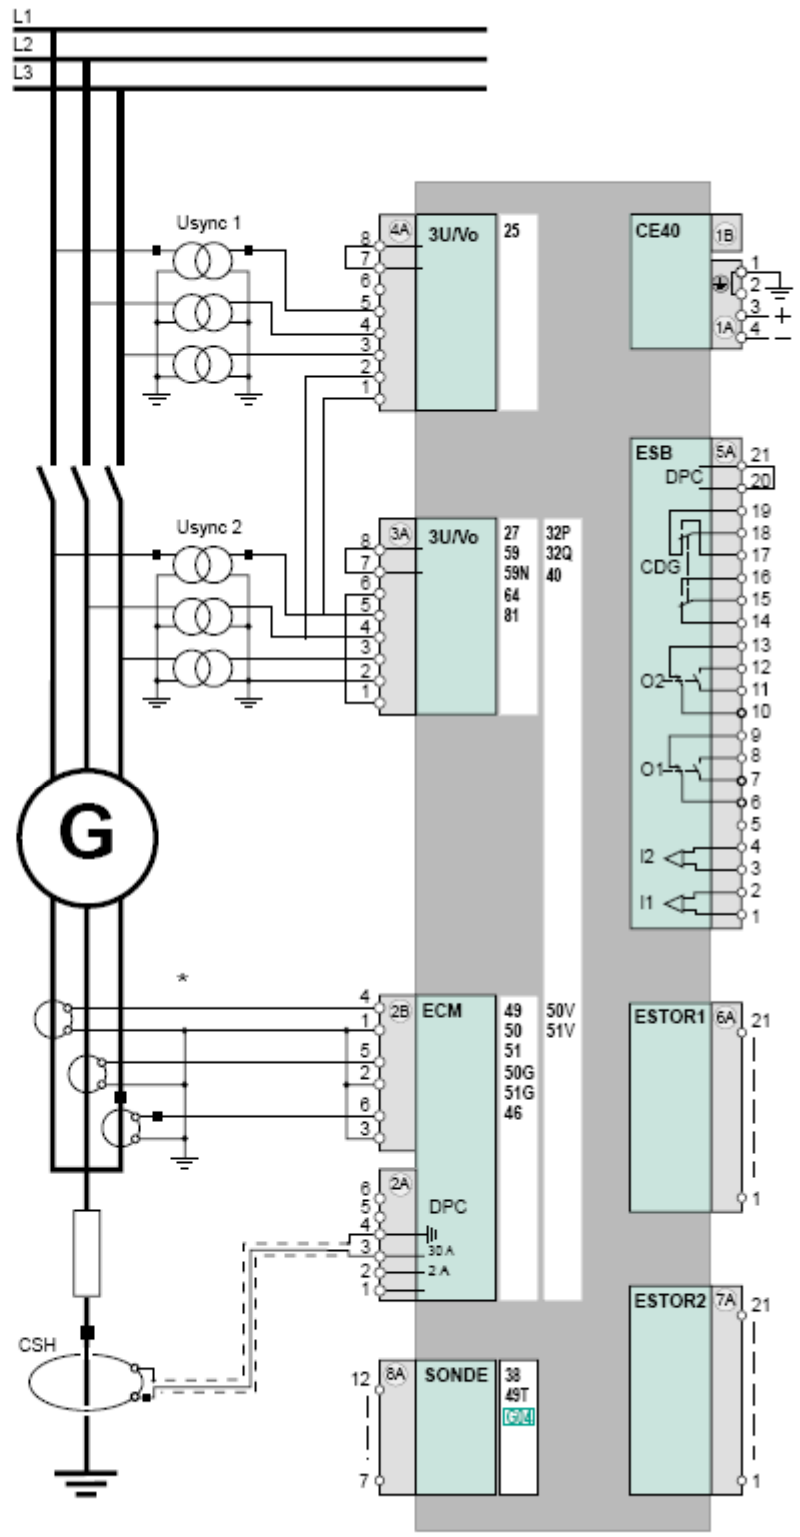 L1
L2
L3
Usync 1
8
7
6
5
4
3
2
1
4A
3U/Vo
25
CE40
1B
1
2
3 +
1A
4 -
Usync 2
8
7
6
5
4
3
2
1
3A
3U/Vo
27
59
59N
64
81
32P
32Q
40
ESB
5A
DPC
21
20
19
18
17
CDG
16
15
14
13
12
O2
11
10
9
8
O1
7
6
5
4
I2
3
2
I1
1
G
*
4
1
5
2
6
3
2B
ECM
49
50
51
50G
51G
46
50V
51V
ESTOR1
6A
21
1
2A
6
5
4
3
2
1
DPC
30 A
2 A
CSH
ESTOR2
7A
21
1
12
7
8A
SONDE
38
49T